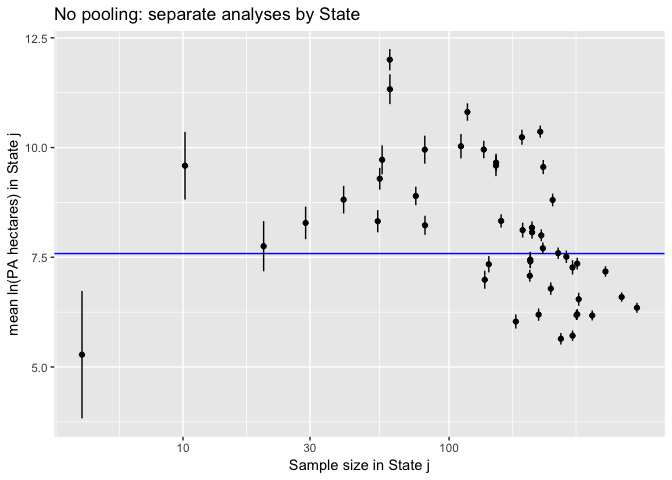 No pooling: separate analyses by State
mean ln(PA hectares) in State j
12.5
10.0
7.5
5.0
10
30
100
Sample size in State j